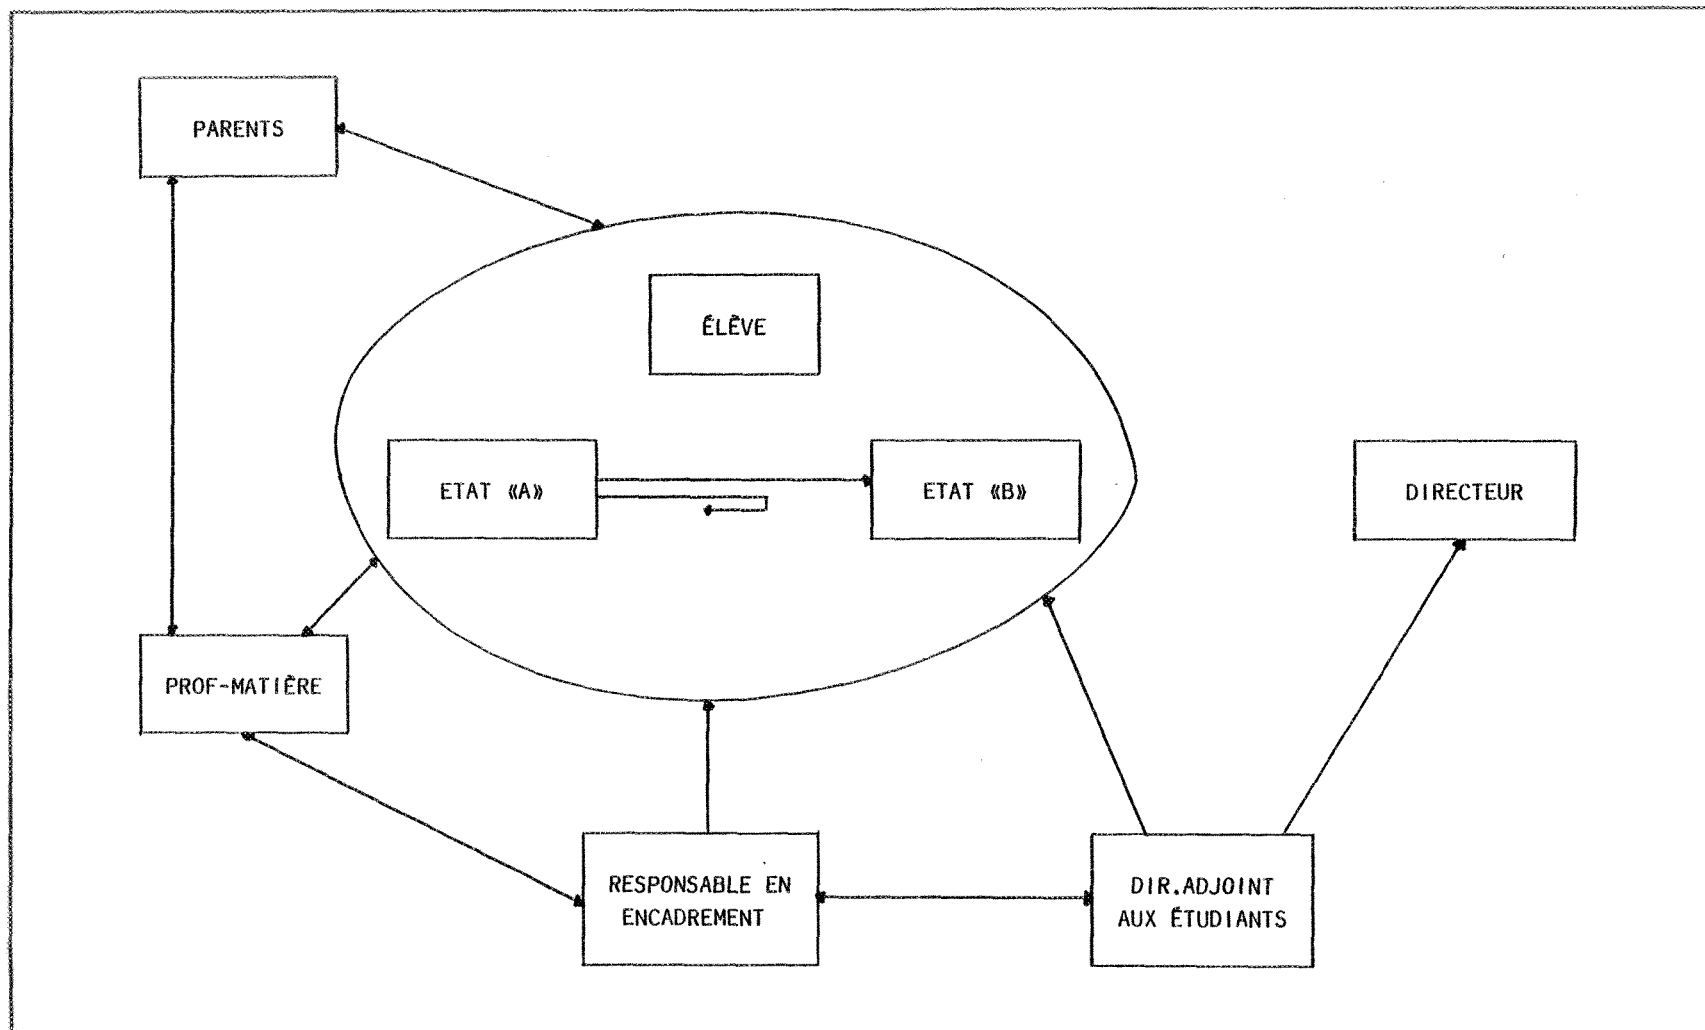 PARENTS
ÉLÈVE
ETAT «A»
ETAT «B»
DIRECTEUR
PROF-MATIÈRE
RESPONSABLE EN
ENCADREMENT
DIR.ADJOINT
AUX ÉTUDIANTS